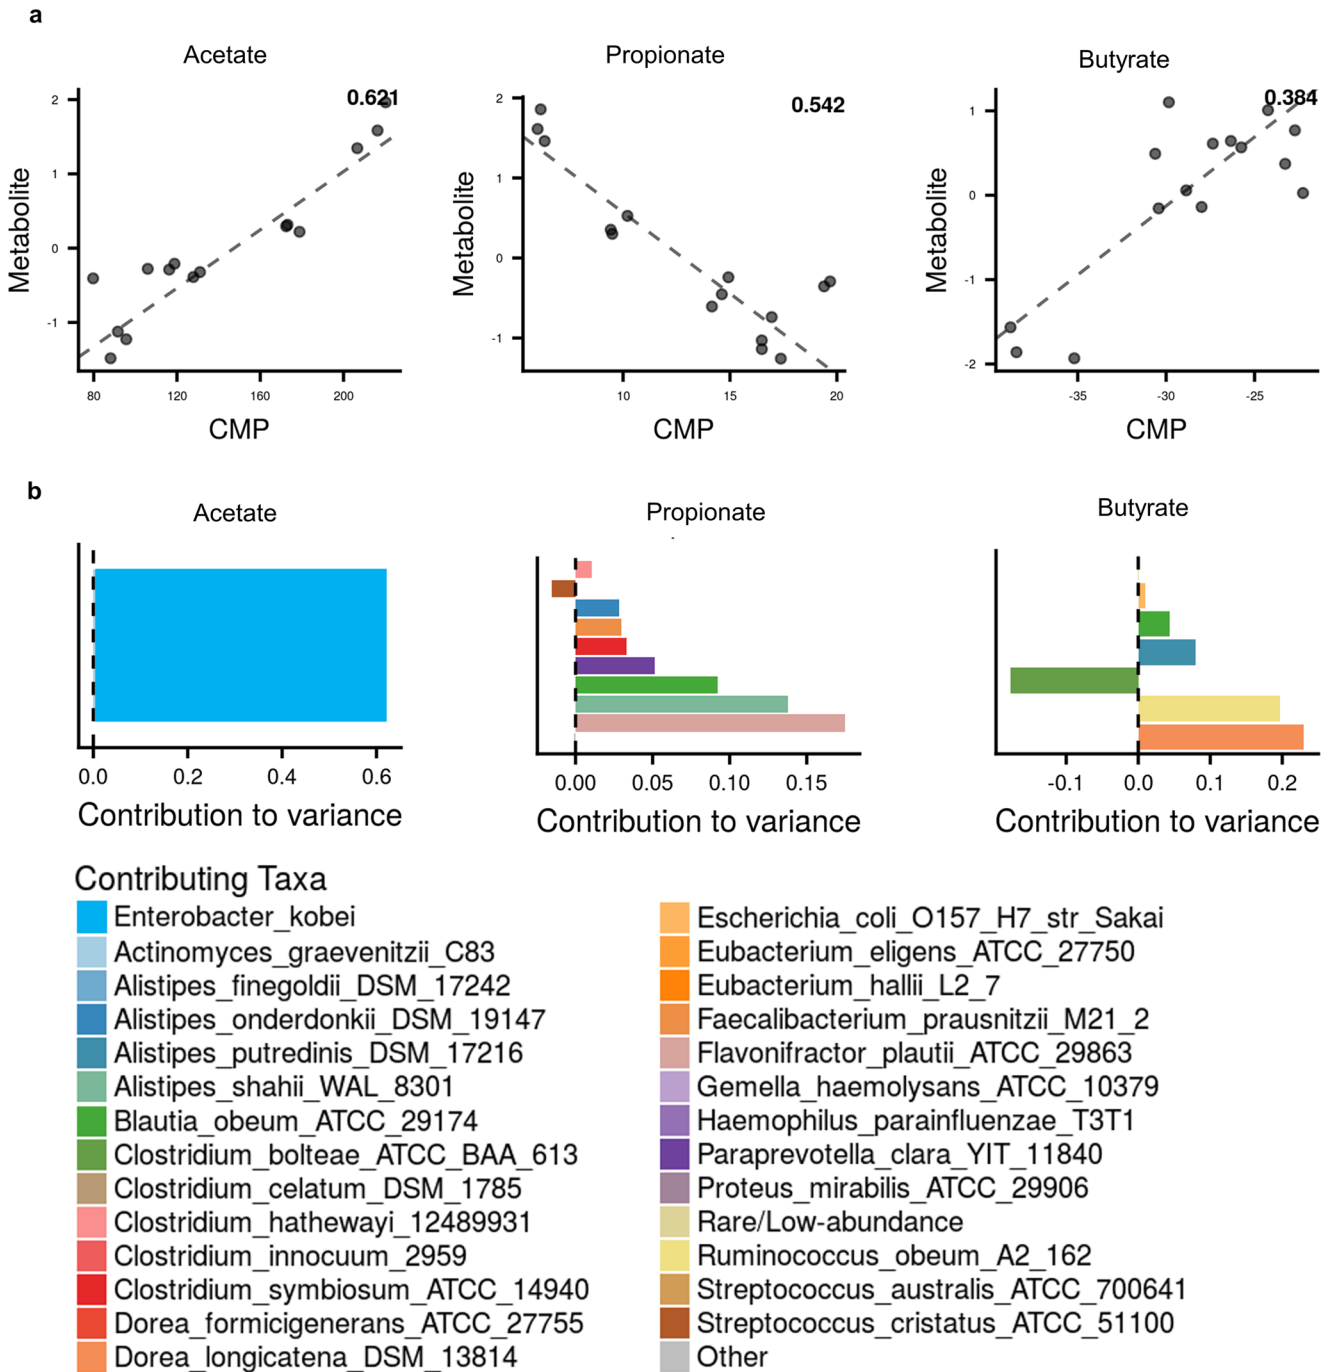 a
Acetate
Propionate
Butyrate
0.621
0.542
0.384
Metabolite
2
1
0
-1
80
120
160
200
CMP
Metabolite
2
1
0
-1
10
15
20
CMP
Metabolite
1
0
-1
-2
-35
-30
-25
CMP
b
Acetate
Propionate
Butyrate
0.0
0.2
0.4
0.6
Contribution to variance
0.00
0.05
0.10
0.15
Contribution to variance
-0.1
0.0
0.1
0.2
Contribution to variance
Contributing Taxa
Enterobacter_kobei
Actinomyces_graevenitzii_C83
Alistipes_finegoldii_DSM_17242
Alistipes_onderdonkii_DSM_19147
Alistipes_putredinis_DSM_17216
Alistipes_shahii_WAL_8301
Blautia_obeum_ATCC_29174
Clostridium_bolteae_ATCC_BAA_613
Clostridium_celatum_DSM_1785
Clostridium_hathewayi_12489931
Clostridium_innocuum_2959
Clostridium_symbiosum_ATCC_14940
Dorea_formicigenerans_ATCC_27755
Dorea_longicatena_DSM_13814
Escherichia_coli_O157_H7_str_Sakai
Eubacterium_eligens_ATCC_27750
Eubacterium_hallii_L2_7
Faecalibacterium_prausnitzii_M21_2
Flavonifractor_plautii_ATCC_29863
Gemella_haemolysans_ATCC_10379
Haemophilus_parainfluenzae_T3T1
Paraprevotella_clara_YIT_11840
Proteus_mirabilis_ATCC_29906
Rare/Low-abundance
Ruminococcus_obeum_A2_162
Streptococcus_australis_ATCC_700641
Streptococcus_cristatus_ATCC_51100
Other